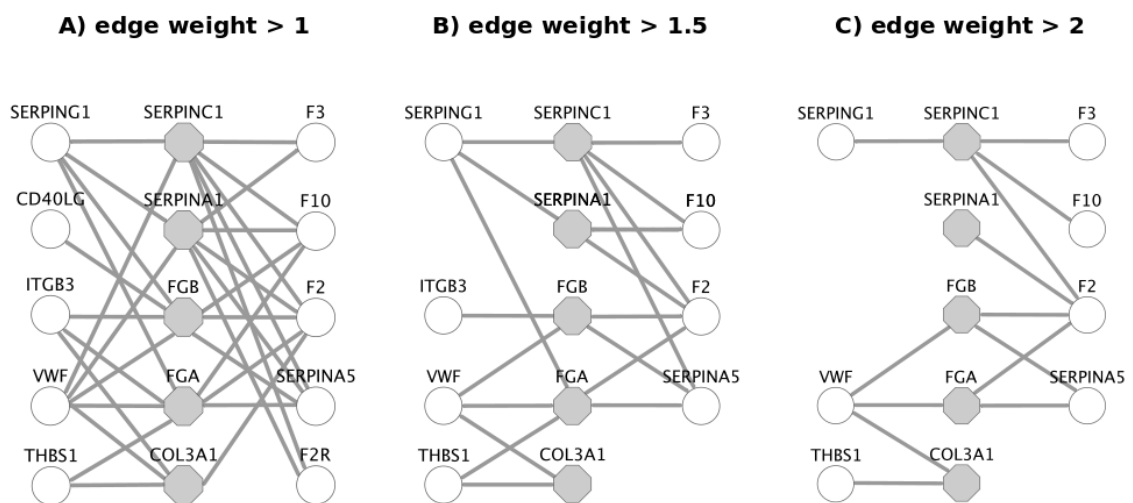 A) edge weight > 1 B) edge weight > 1.5 C) edge weight > 2
SERPING1 SERPINC1 F3 SERPING1 SERPINC1 F3 SERPING1 SERPINC1 F3
CD40LG SERPINA1 F10 SERPINA1 F10 SERPINA1 F10
ITGB3 FGB F2 ITGB3 FGB F2 FGB F2
VWF FGA SERPINA5 VWF FGA SERPINA5 VWF FGA SERPINA5
THBS1 COL3A1 F2R THBS1 COL3A1 THBS1 COL3A1